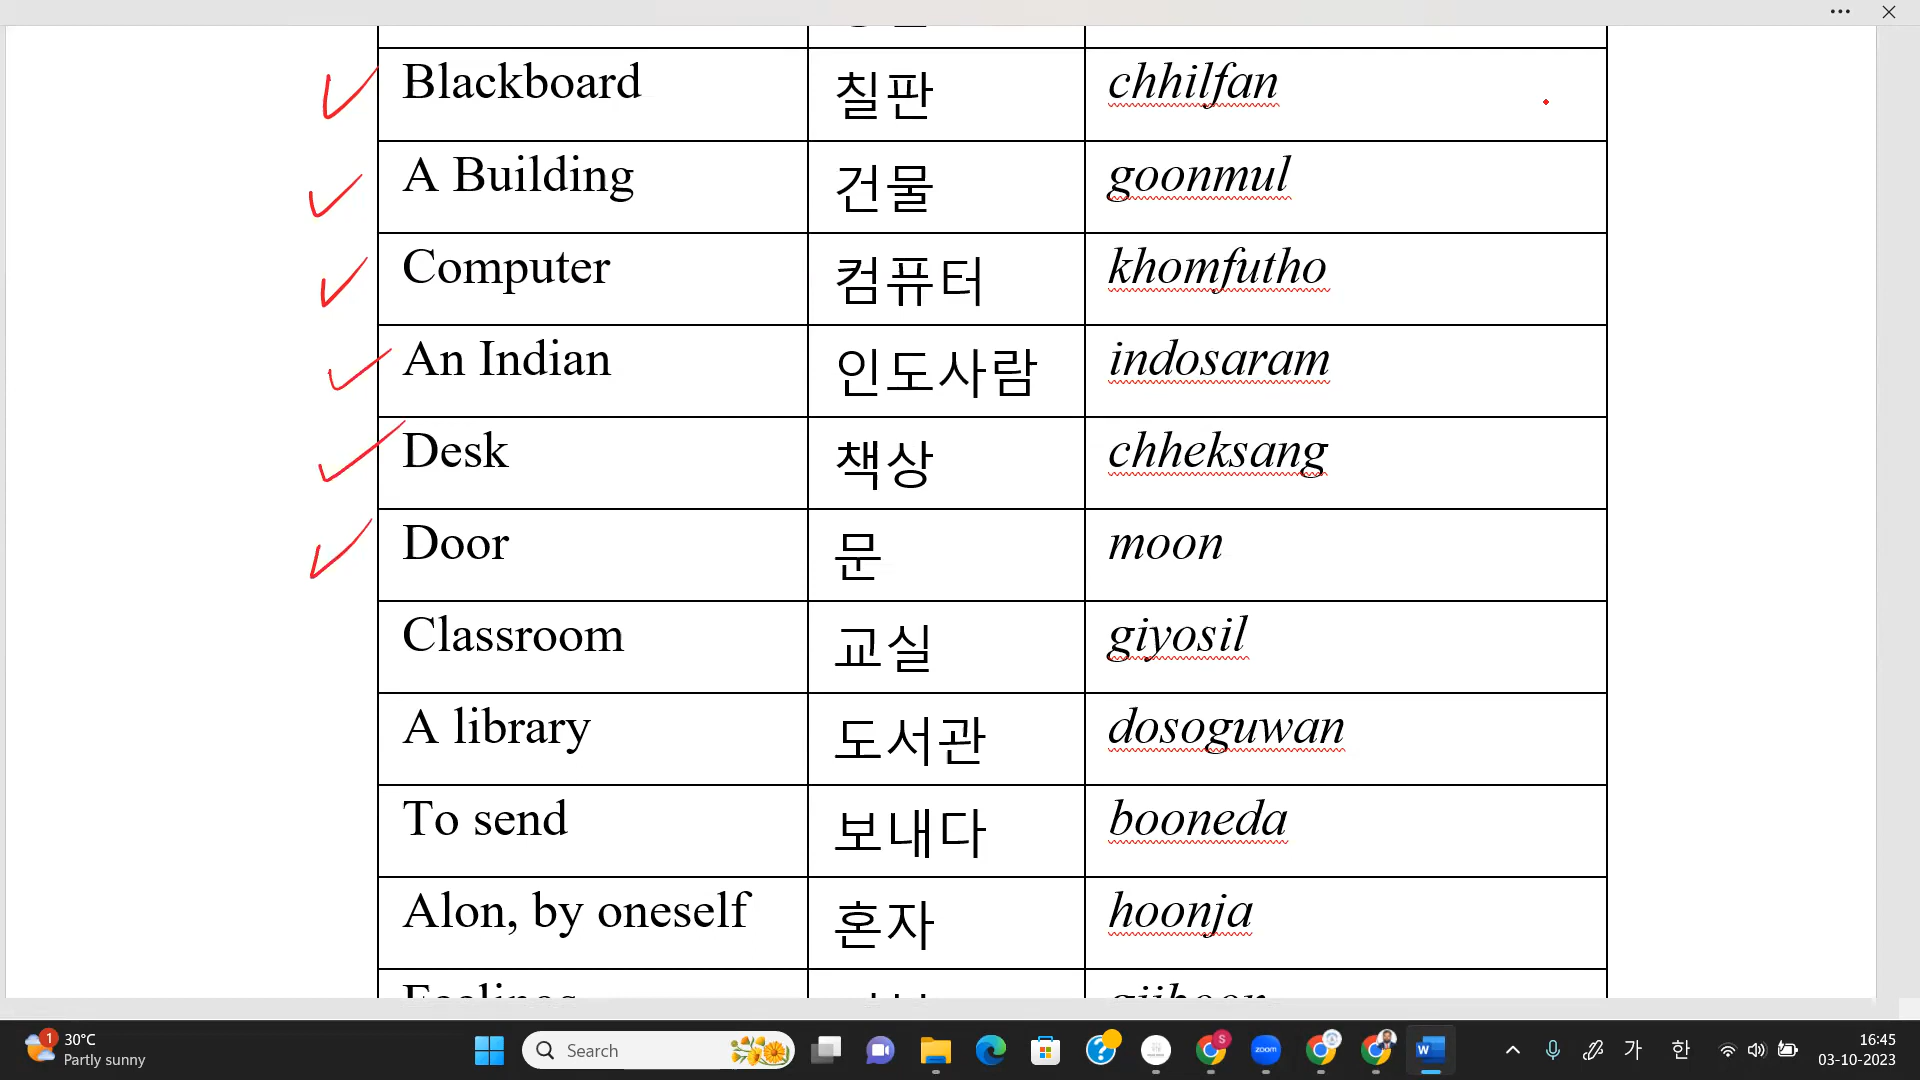 Blackboard 칠판 chhilfan
A Building 건물 goonmul
Computer 컴퓨터 khomfutho
An Indian 인도사람 indosaram
Desk 책상 chheksang
Door 문 moon
Classroom 교실 giyosil
A library 도서관 dosoguwan
To send 보내다 booneda
Alon, by oneself 혼자 hoonja
1
30°C
Partly sunny
Search
S
zoom
W
가
한
16:45
03-10-2023